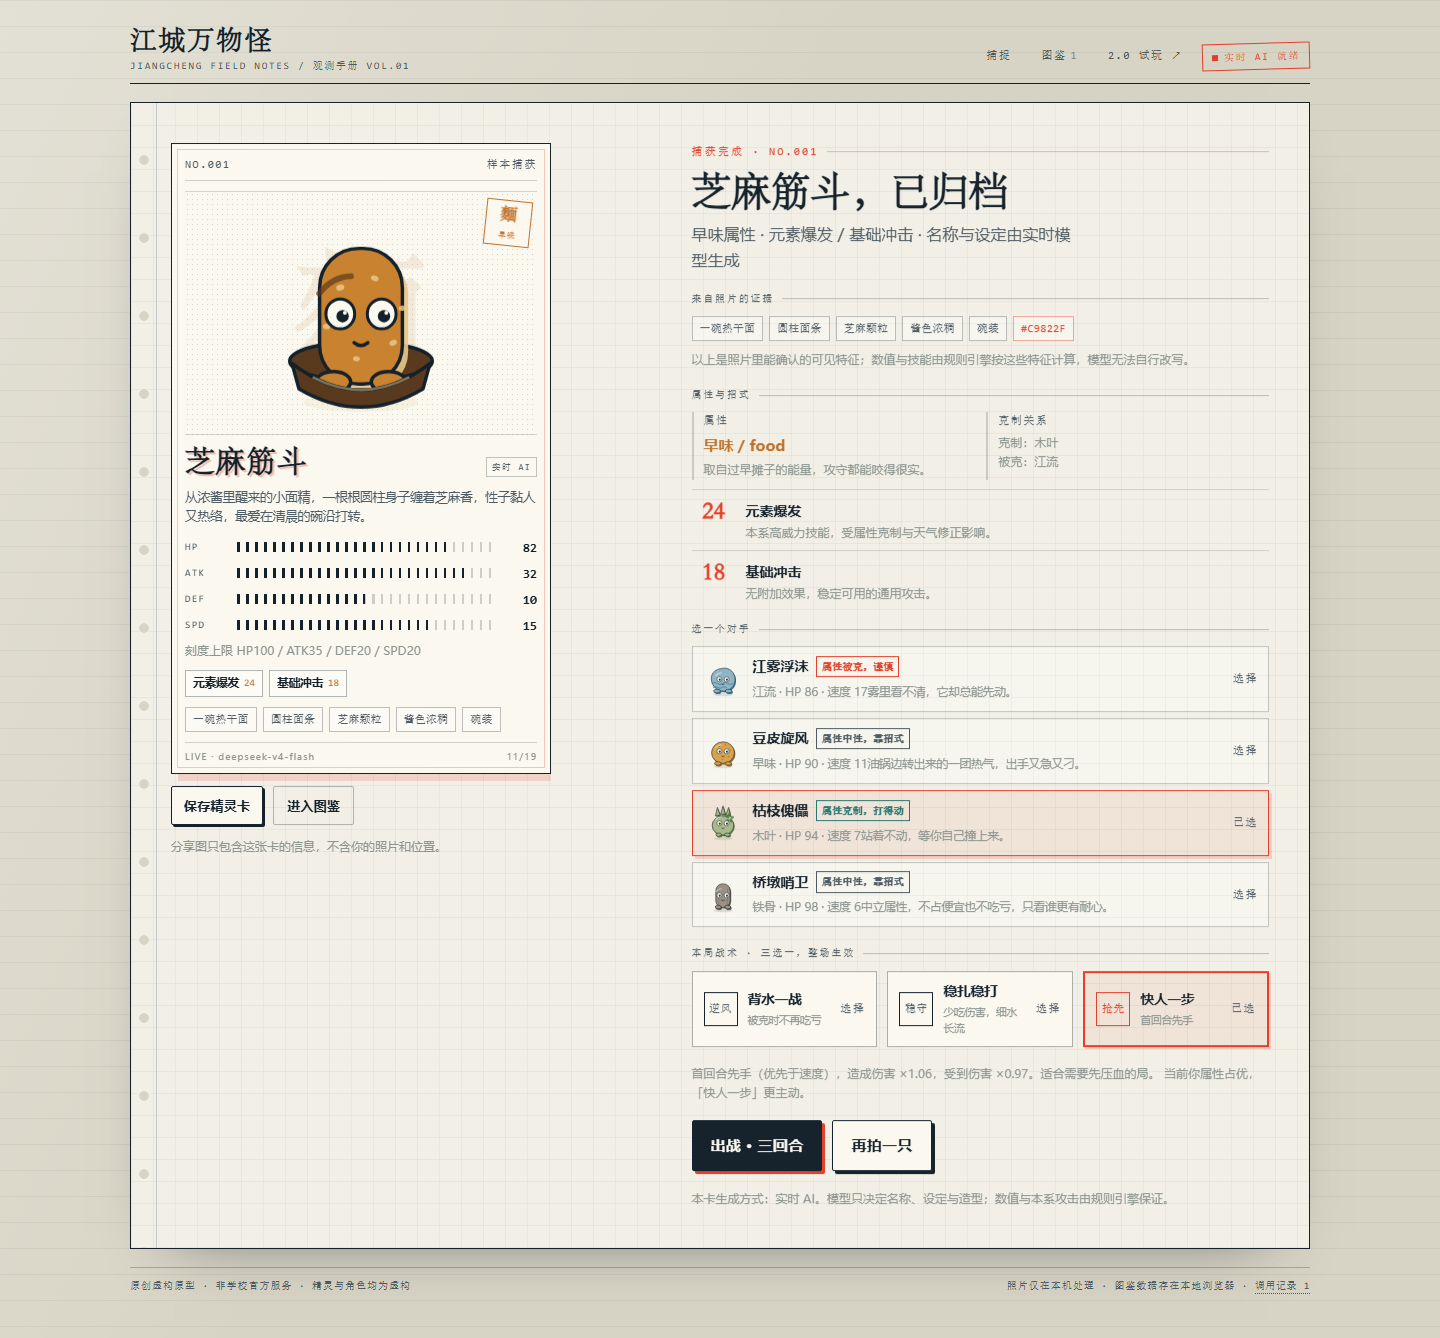 江城万物怪
JIANGCHENG FIELD NOTES / 观测手册 VOL.01
捕捉
图鉴 1
2.0 试玩 ↗
实时 AI 就绪
NO.001
样本捕获
早味
芝麻筋斗
实时 AI
从浓酱里醒来的小面精，一根根圆柱身子缠着芝麻香，性子黏人
又热络，最爱在清晨的碗沿打转。
HP 82
ATK 32
DEF 10
SPD 15
刻度上限 HP100 / ATK35 / DEF20 / SPD20
元素爆发 24
基础冲击 18
一碗热干面
圆柱面条
芝麻颗粒
酱色浓稠
碗装
LIVE · deepseek-v4-flash
11/19
保存精灵卡
进入图鉴
分享图只包含这张卡的信息，不含你的照片和位置。
捕获完成 · NO.001
芝麻筋斗，已归档
早味属性 · 元素爆发 / 基础冲击 · 名称与设定由实时模
型生成
来自照片的证据
一碗热干面
圆柱面条
芝麻颗粒
酱色浓稠
碗装
#C9822F
以上是照片里能确认的可见特征；数值与技能由规则引擎按这些特征计算，模型无法自行改写。
属性与招式
属性
早味 / food
取自过早摊子的能量，攻守都能咬得很实。
克制关系
克制：木叶
被克：江流
24
元素爆发
本系高威力技能，受属性克制与天气修正影响。
18
基础冲击
无附加效果，稳定可用的通用攻击。
选一个对手
江雾浮沫 属性被克，谨慎
江流 · HP 86 · 速度 17雾里看不清，它却总能先动。
选择
豆皮旋风 属性中性，靠招式
早味 · HP 90 · 速度 11油锅边转出来的一团热气，出手又急又刁。
选择
枯枝傀儡 属性克制，打得动
木叶 · HP 94 · 速度 7站着不动，等你自己撞上来。
已选
桥墩哨卫 属性中性，靠招式
铁骨 · HP 98 · 速度 6中立属性，不占便宜也不吃亏，只看谁更有耐心。
选择
本局战术 · 三选一，整场生效
逆风
背水一战
被克时不再吃亏
选择
稳守
稳扎稳打
少吃伤害，细水
长流
选择
抢先
快人一步
首回合先手
已选
首回合先手（优先于速度），造成伤害 ×1.06，受到伤害 ×0.97。适合需要先压血的局。 当前你属性占优，
「快人一步」更主动。
出战 · 三回合
再拍一只
本卡生成方式：实时 AI。模型只决定名称、设定与造型；数值与本系攻击由规则引擎保证。
原创虚构原型 · 非学校官方服务 · 精灵与角色均为虚构
照片仅在本机处理 · 图鉴数据存在本地浏览器 · 调用记录 1